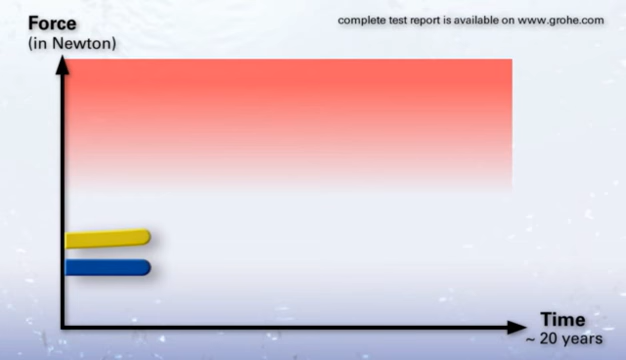 Force
(in Newton)
complete test report is available on www.grohe.com
Time
~ 20 years